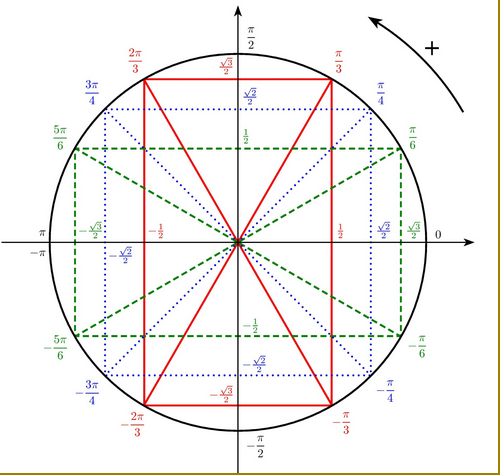 π/2
+
2π/3 √3/2 π/3
3π/4 √2/2 π/4
5π/6 1/2 π/6
π -√3/2 -1/2 1/2 √2/2 √3/2 0
-π -√2/2
-5π/6 -1/2 -π/6
-3π/4 -√2/2 -π/4
-2π/3 -√3/2 -π/3
-π/2